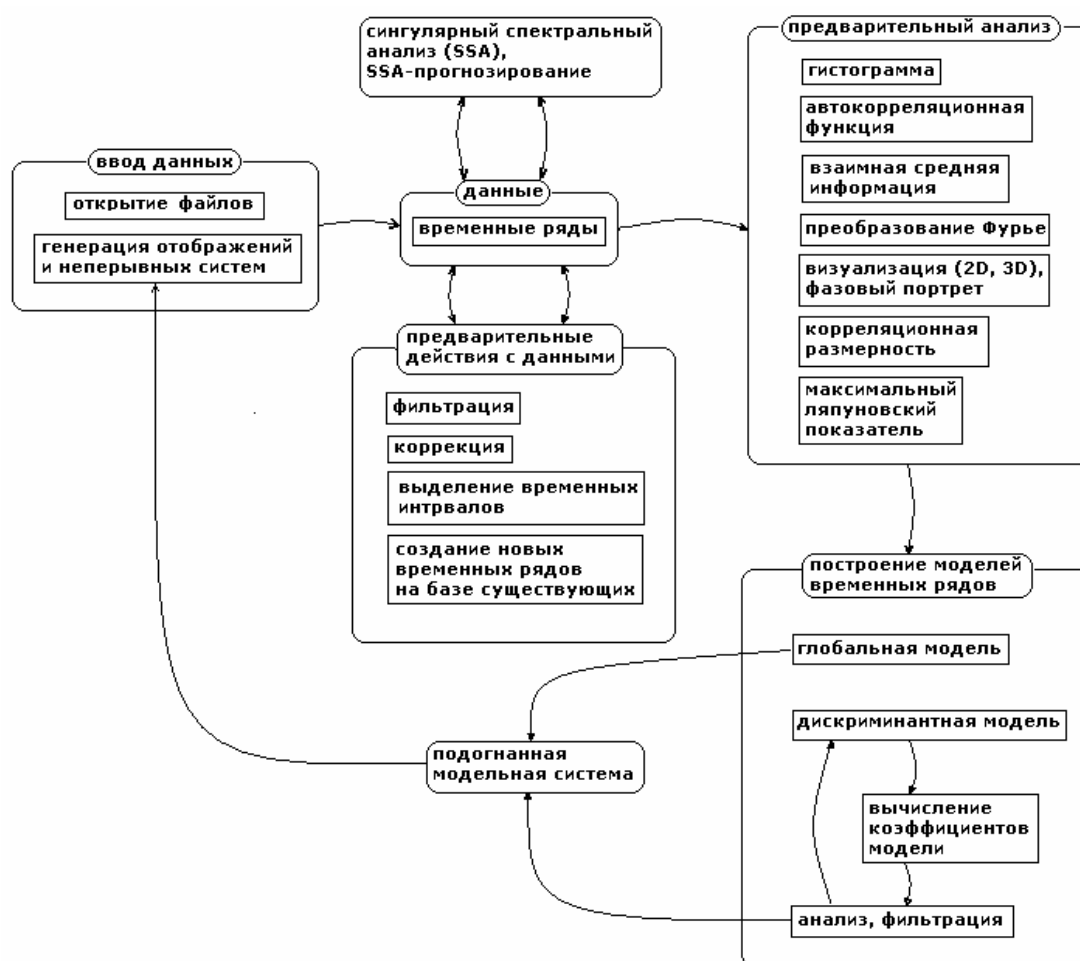 сингулярный спектральный
анализ (SSA),
SSA-прогнозирование
предварительный анализ
гистограмма
автокорреляционная
функция
взаимная средняя
информация
преобразование Фурье
визуализация (2D, 3D),
фазовый портрет
корреляционная
размерность
максимальный
ляпуновский
показатель
ввод данных
открытие файлов
генерация отображений
и неперывных систем
данные
временные ряды
предварительные
действия с данными
фильтрация
коррекция
выделение временных
интрвалов
создание новых
временных рядов
на базе существующих
построение моделей
временных рядов
глобальная модель
дискриминантная модель
вычисление
коэффициентов
модели
анализ, фильтрация
подогнанная
модельная система